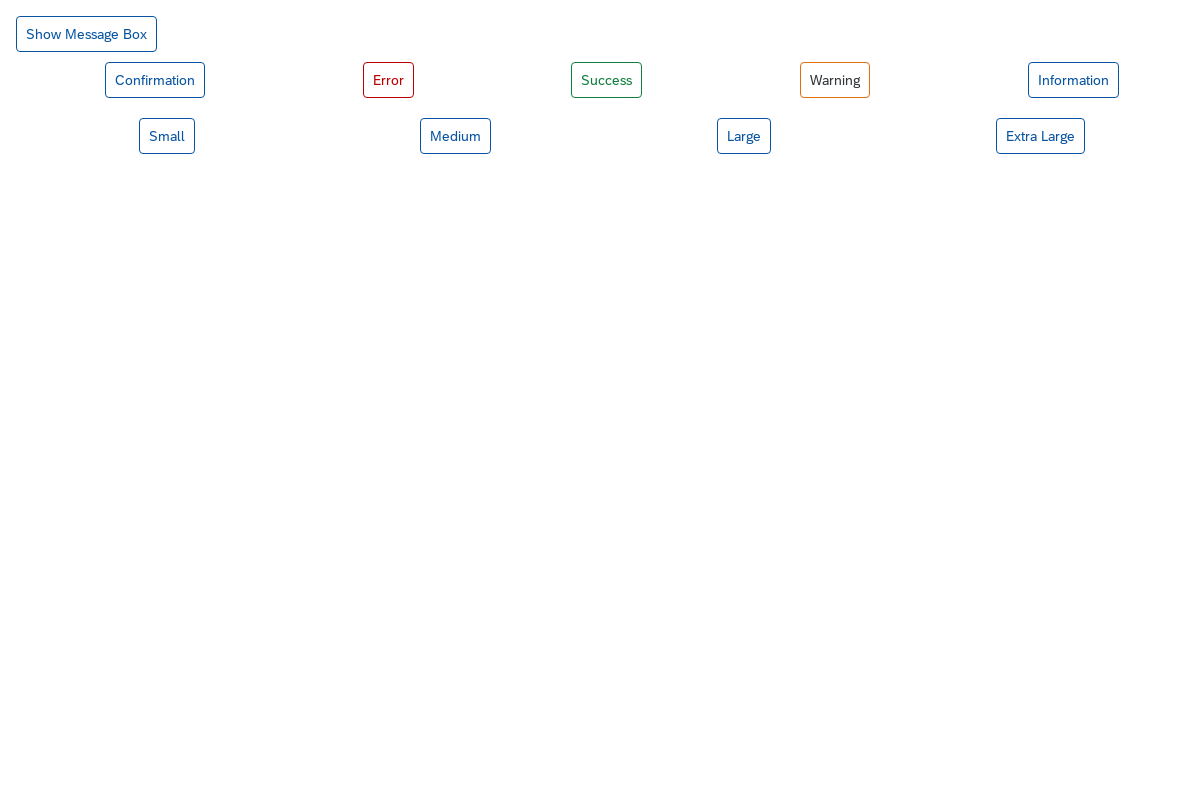 Show Message Box
Confirmation Error Success Warning Information
Small Medium Large Extra Large